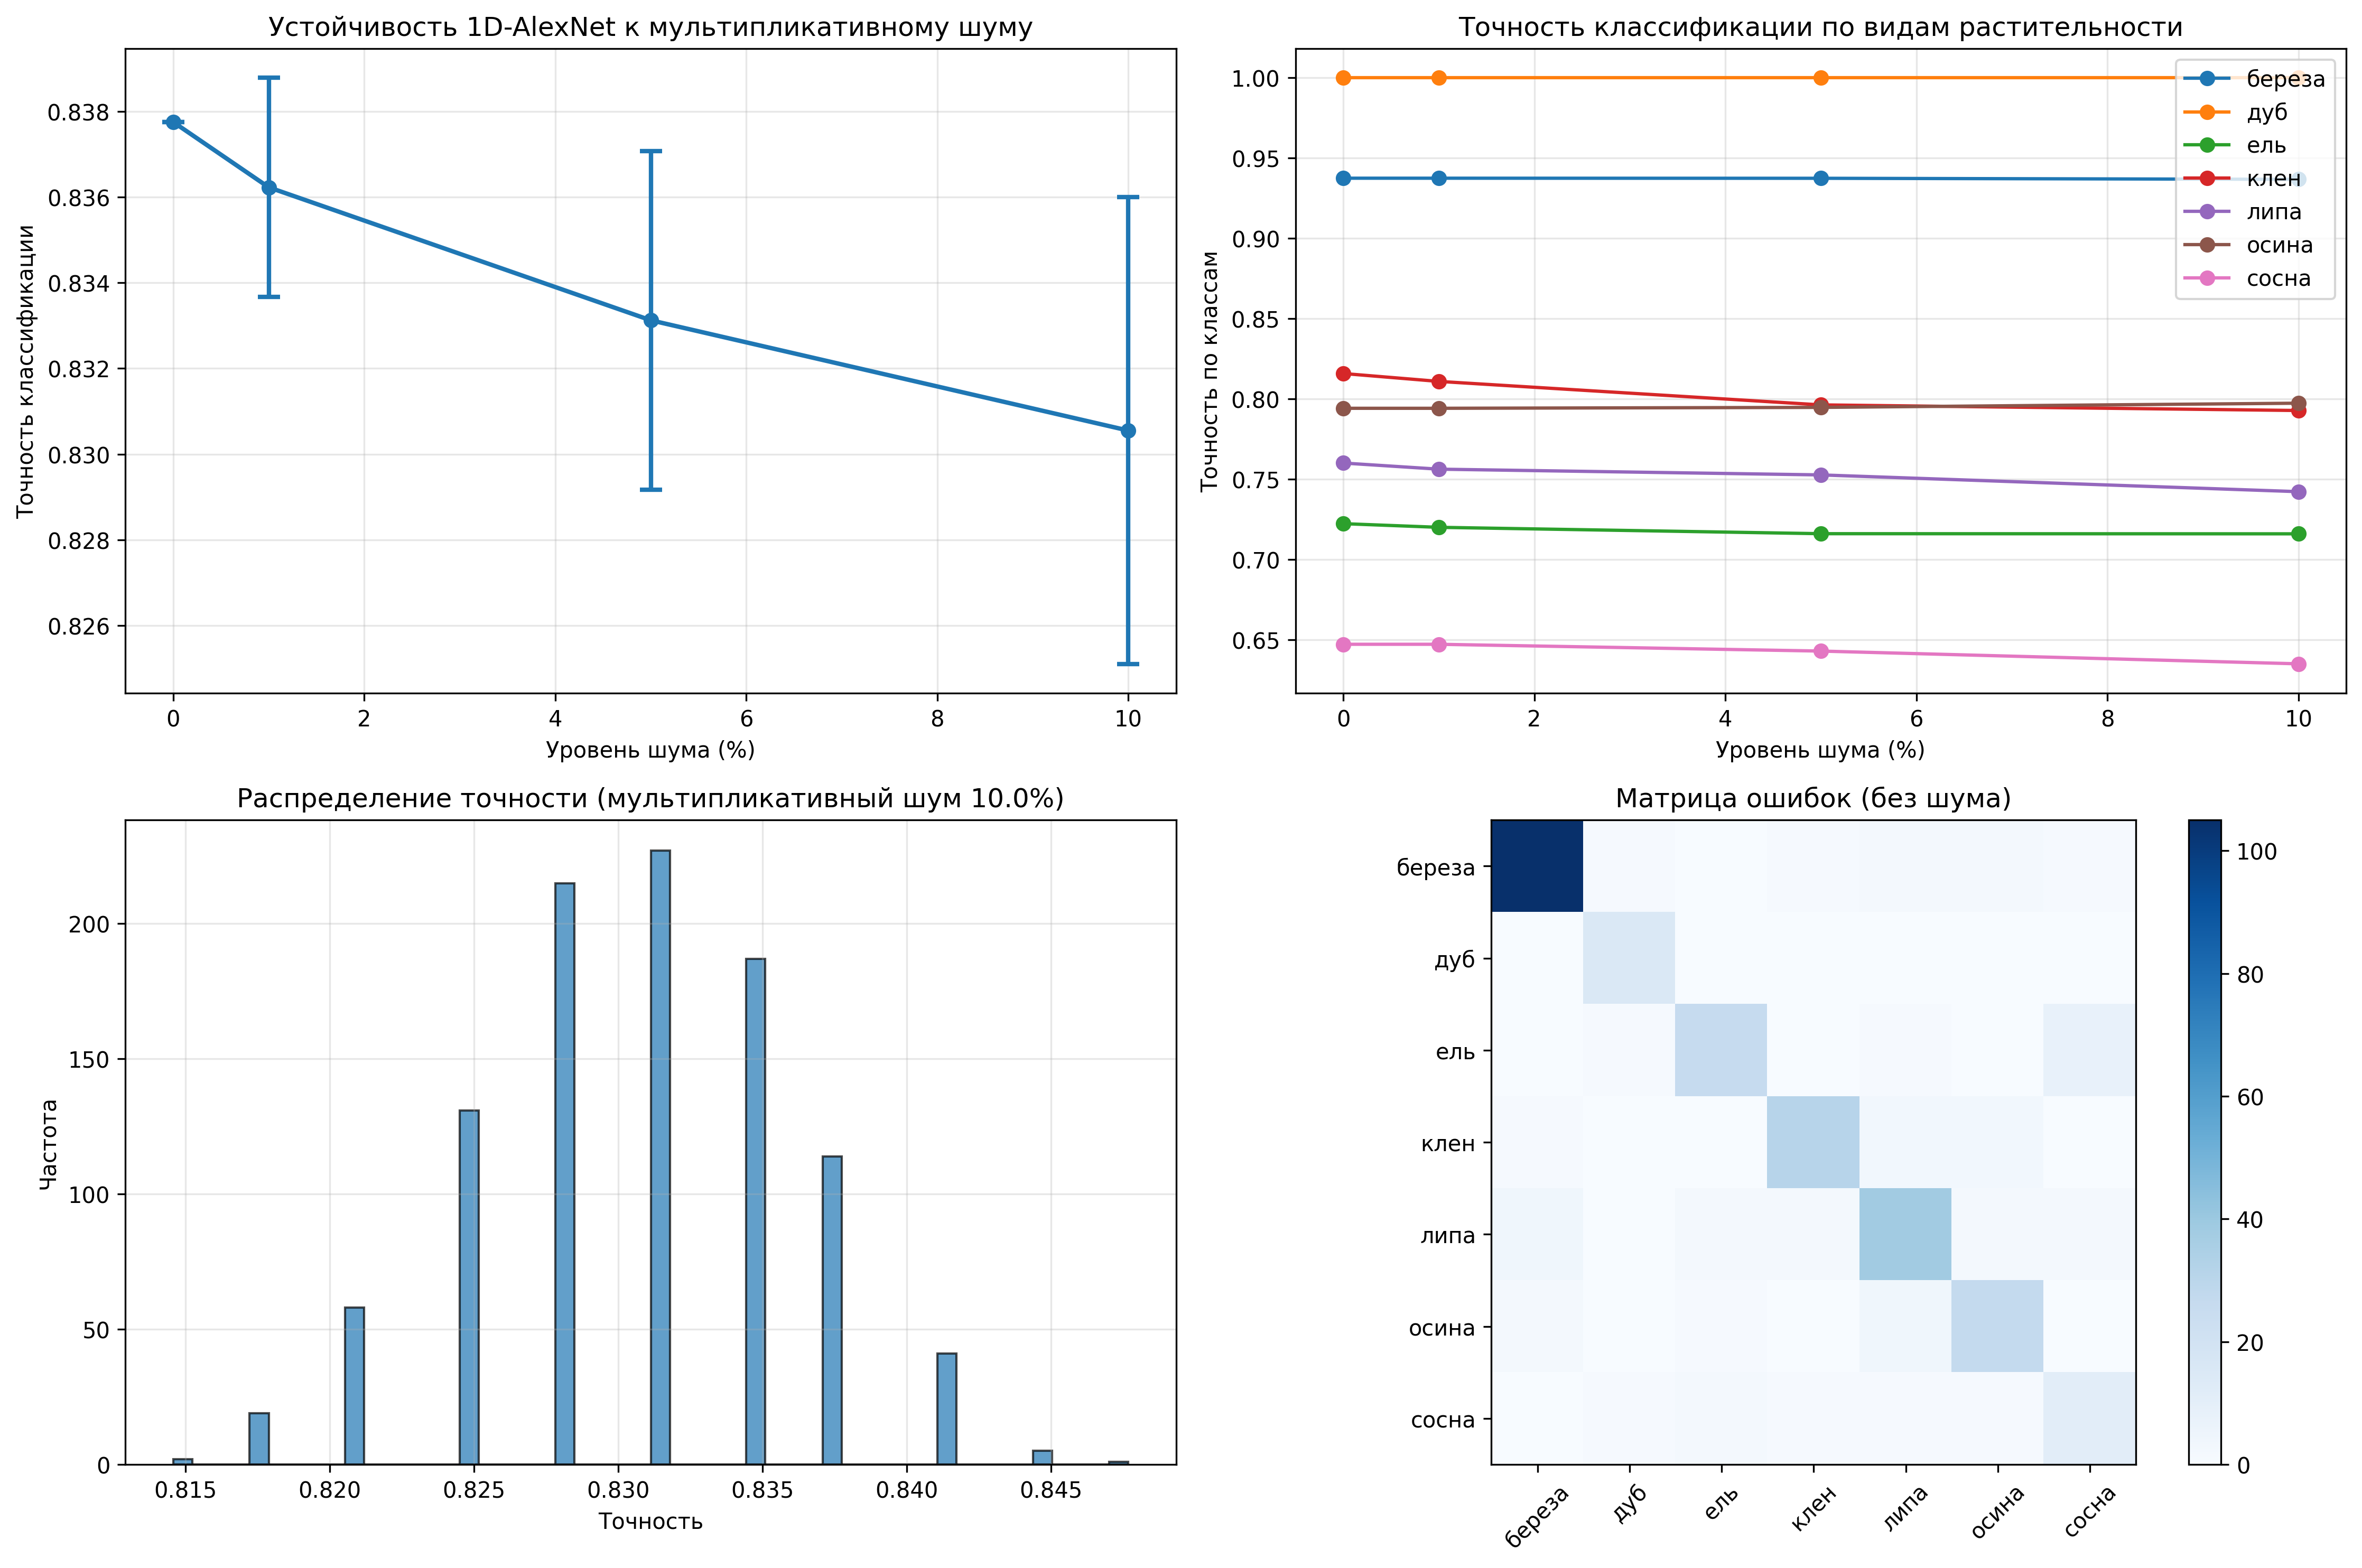 Устойчивость 1D-AlexNet к мультипликативному шуму
Точность классификации
0.838
0.836
0.834
0.832
0.830
0.828
0.826
0 2 4 6 8 10
Уровень шума (%)
Точность классификации по видам растительности
Точность по классам
1.00
0.95
0.90
0.85
0.80
0.75
0.70
0.65
береза
дуб
ель
клен
липа
осина
сосна
0 2 4 6 8 10
Уровень шума (%)
Распределение точности (мультипликативный шум 10.0%)
Частота
200
150
100
50
0
0.815 0.820 0.825 0.830 0.835 0.840 0.845
Точность
Матрица ошибок (без шума)
береза
дуб
ель
клен
липа
осина
сосна
береза дуб ель клен липа осина сосна
100
80
60
40
20
0